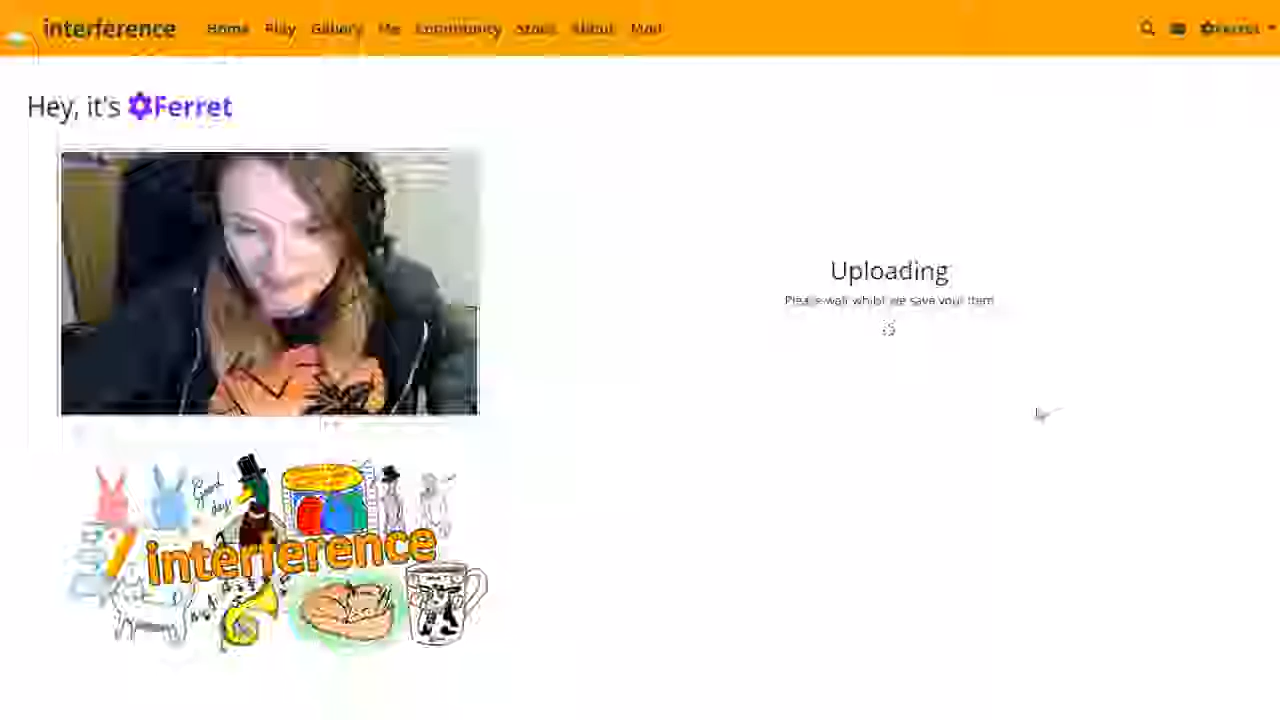 interference Home Play Gallery Me Community Stats About Mod Ferret
Hey, it's Ferret
Uploading
Please wait whilst we save your item
Good
day!
interference